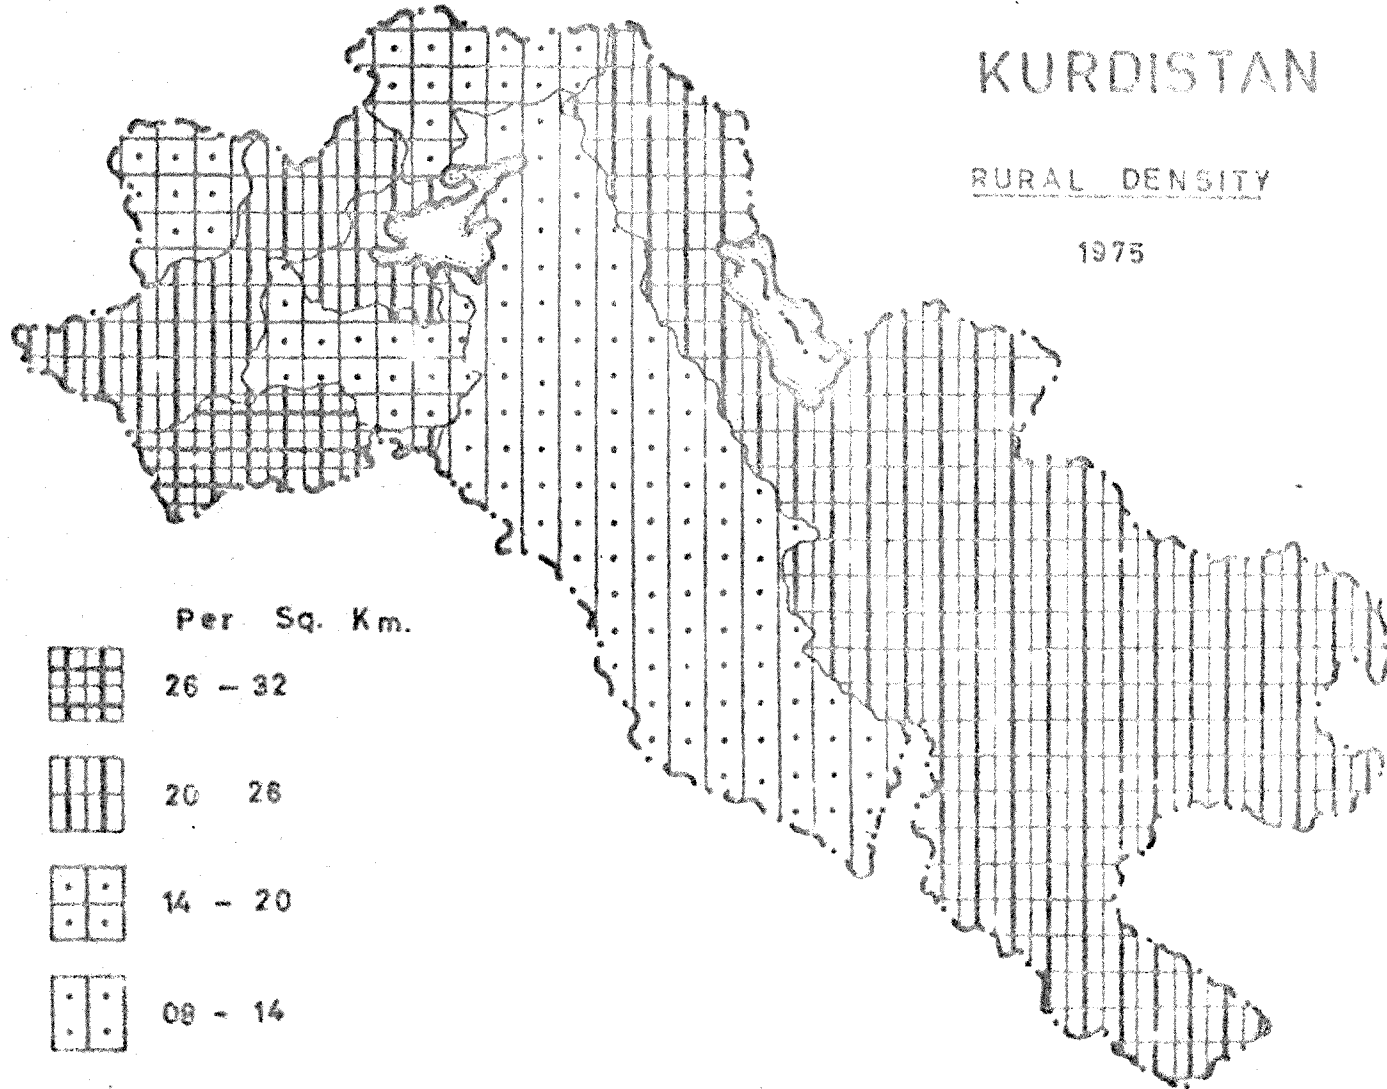 KURDISTAN
RURAL DENSITY
1975
Per Sq. Km.
26 - 32
20 26
14 - 20
08 - 14